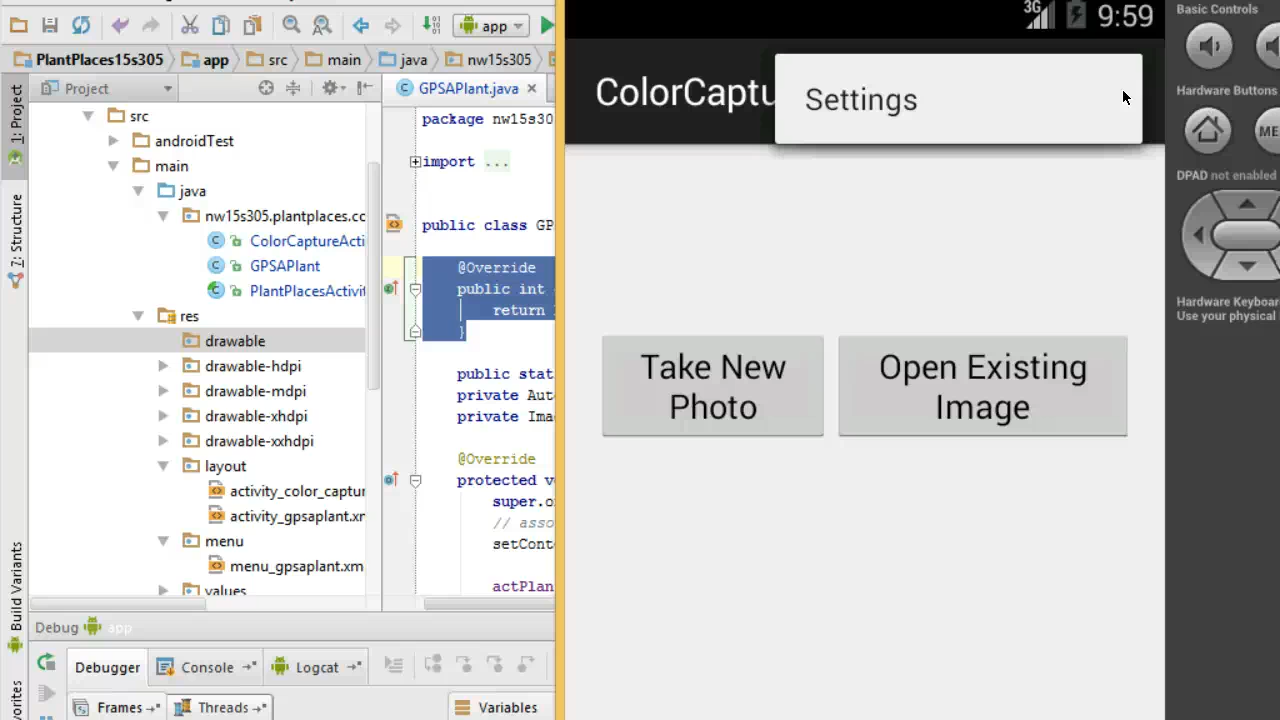 app
PlantPlaces15s305
app
src
main
java
nw15s305
1: Project
Project
GPSAPlant.java
src
androidTest
main
java
nw15s305.plantplaces.cc
ColorCaptureActi
GPSAPlant
PlantPlacesActivit
res
drawable
drawable-hdpi
drawable-mdpi
drawable-xhdpi
drawable-xxhdpi
layout
activity_color_captur
activity_gpsaplant.xm
menu
menu_gpsaplant.xm
values
7: Structure
Build Variants
package nw15s30
import ...
public class GP
@Override
public int
return
}
public stat
private Aut
private Ima
@Override
protected v
super.o
// asso
setCont
actPlan
Debug app
Debugger
Console
Logcat
Frames
Threads
Variables
3G
9:59
ColorCaptu
Settings
Take New
Photo
Open Existing
Image
Basic Controls
Hardware Buttons
ME
DPAD not enabled
Hardware Keyboar
Use your physical